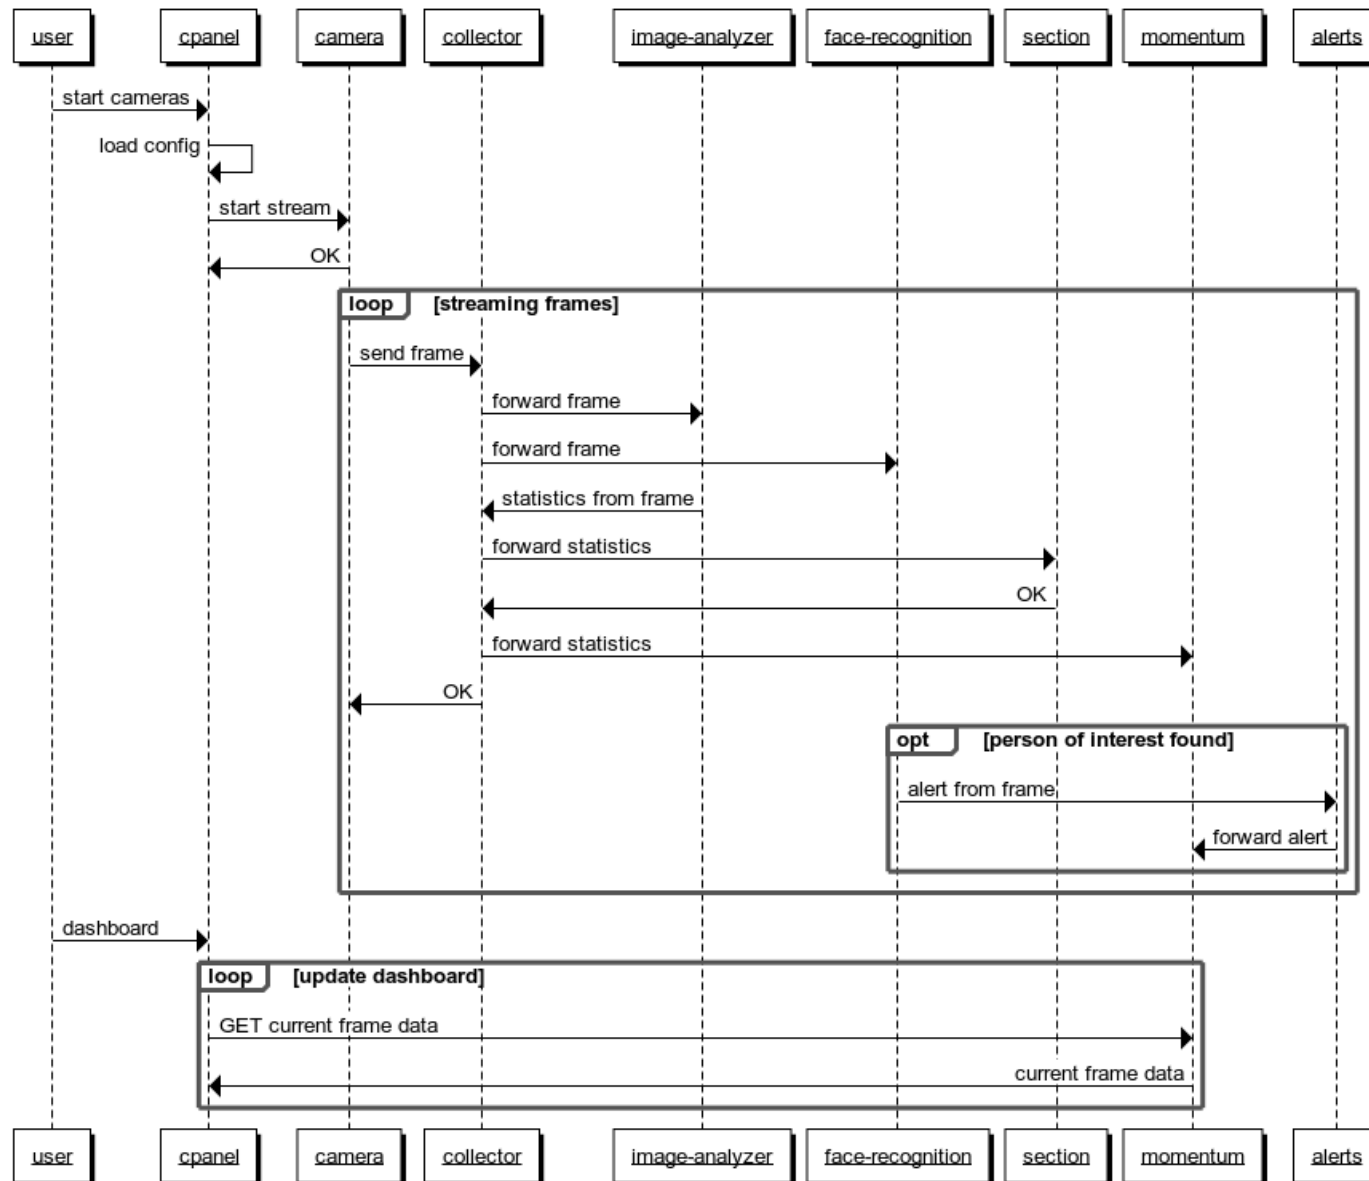 user cpanel camera collector image-analyzer face-recognition section momentum alerts
start cameras
load config
start stream
OK
loop [streaming frames]
send frame
forward frame
forward frame
statistics from frame
forward statistics
OK
forward statistics
OK
opt [person of interest found]
alert from frame
forward alert
dashboard
loop [update dashboard]
GET current frame data
current frame data
user cpanel camera collector image-analyzer face-recognition section momentum alerts